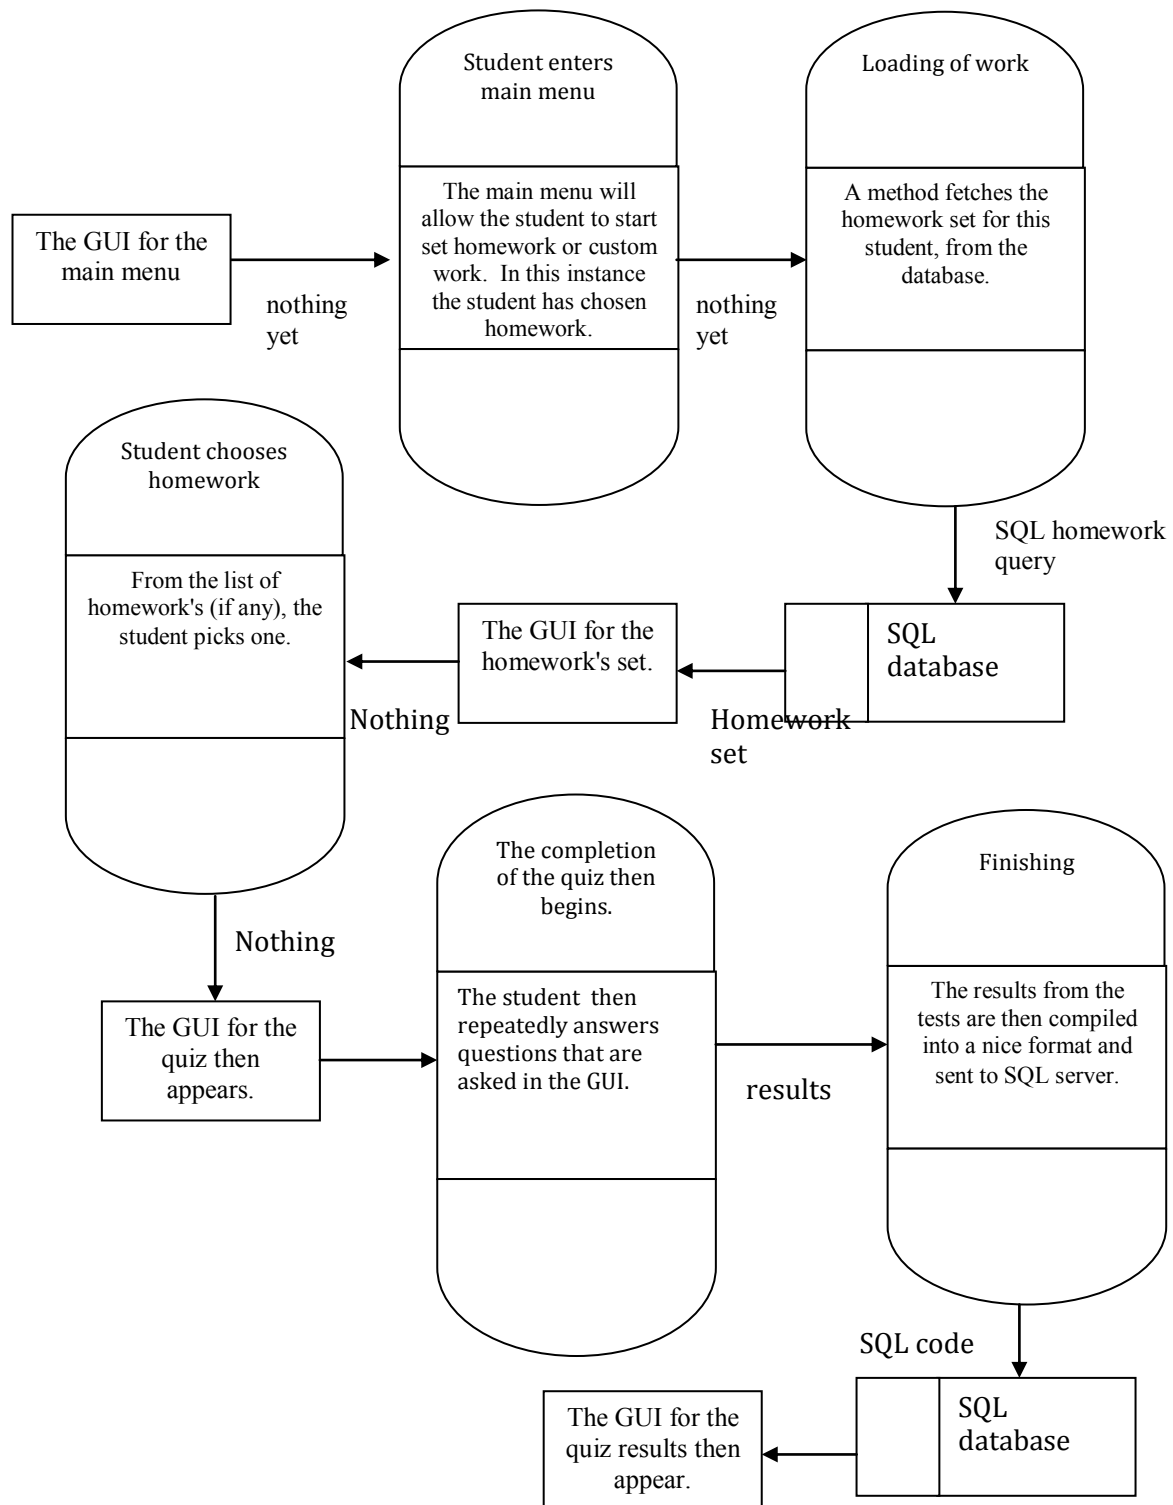 Student enters
main menu
Loading of work
The GUI for the
main menu
nothing
yet
The main menu will
allow the student to start
set homework or custom
work.  In this instance
the student has chosen
homework.
nothing
yet
A method fetches the
homework set for this
student, from the
database.
SQL homework
query
SQL
database
Homework
set
The GUI for the
homework's set.
Nothing
Student chooses
homework
From the list of
homework's (if any), the
student picks one.
Nothing
The GUI for the
quiz then
appears.
The completion
of the quiz then
begins.
The student  then
repeatedly answers
questions that are
asked in the GUI.
results
Finishing
The results from the
tests are then compiled
into a nice format and
sent to SQL server.
SQL code
SQL
database
The GUI for the
quiz results then
appear.